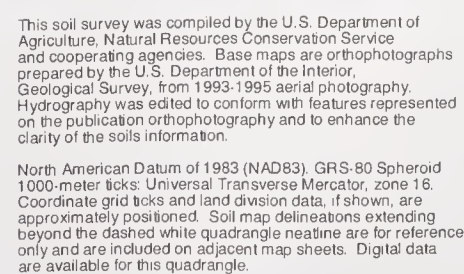 This soil survey was compiled by the U.S. Department of
Agriculture, Natural Resources Conservation Service
and cooperating agencies. Base maps are orthophotographs
prepared by the U.S. Department of the Interior,
Geological Survey, from 1993-1995 aerial photography.
Hydrography was edited to conform with features represented
on the publication orthophotography and to enhance the
clarity of the soils information.

North American Datum of 1983 (NAD83). GRS-80 Spheroid
1000-meter ticks: Universal Transverse Mercator, zone 16.
Coordinate grid ticks and land division data, if shown, are
approximately positioned. Soil map delineations extending
beyond the dashed white quadrangle neatline are for reference
only and are included on adjacent map sheets. Digital data
are available for this quadrangle.